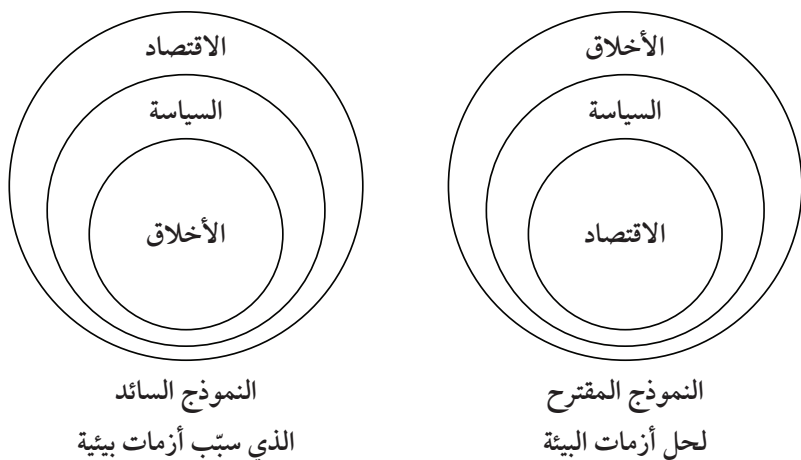 الأخلاق
السياسة
الاقتصاد
النموذج المقترح
لحل أزمات البيئة
الاقتصاد
السياسة
الأخلاق
النموذج السائد
الذي سبّب أزمات بيئية